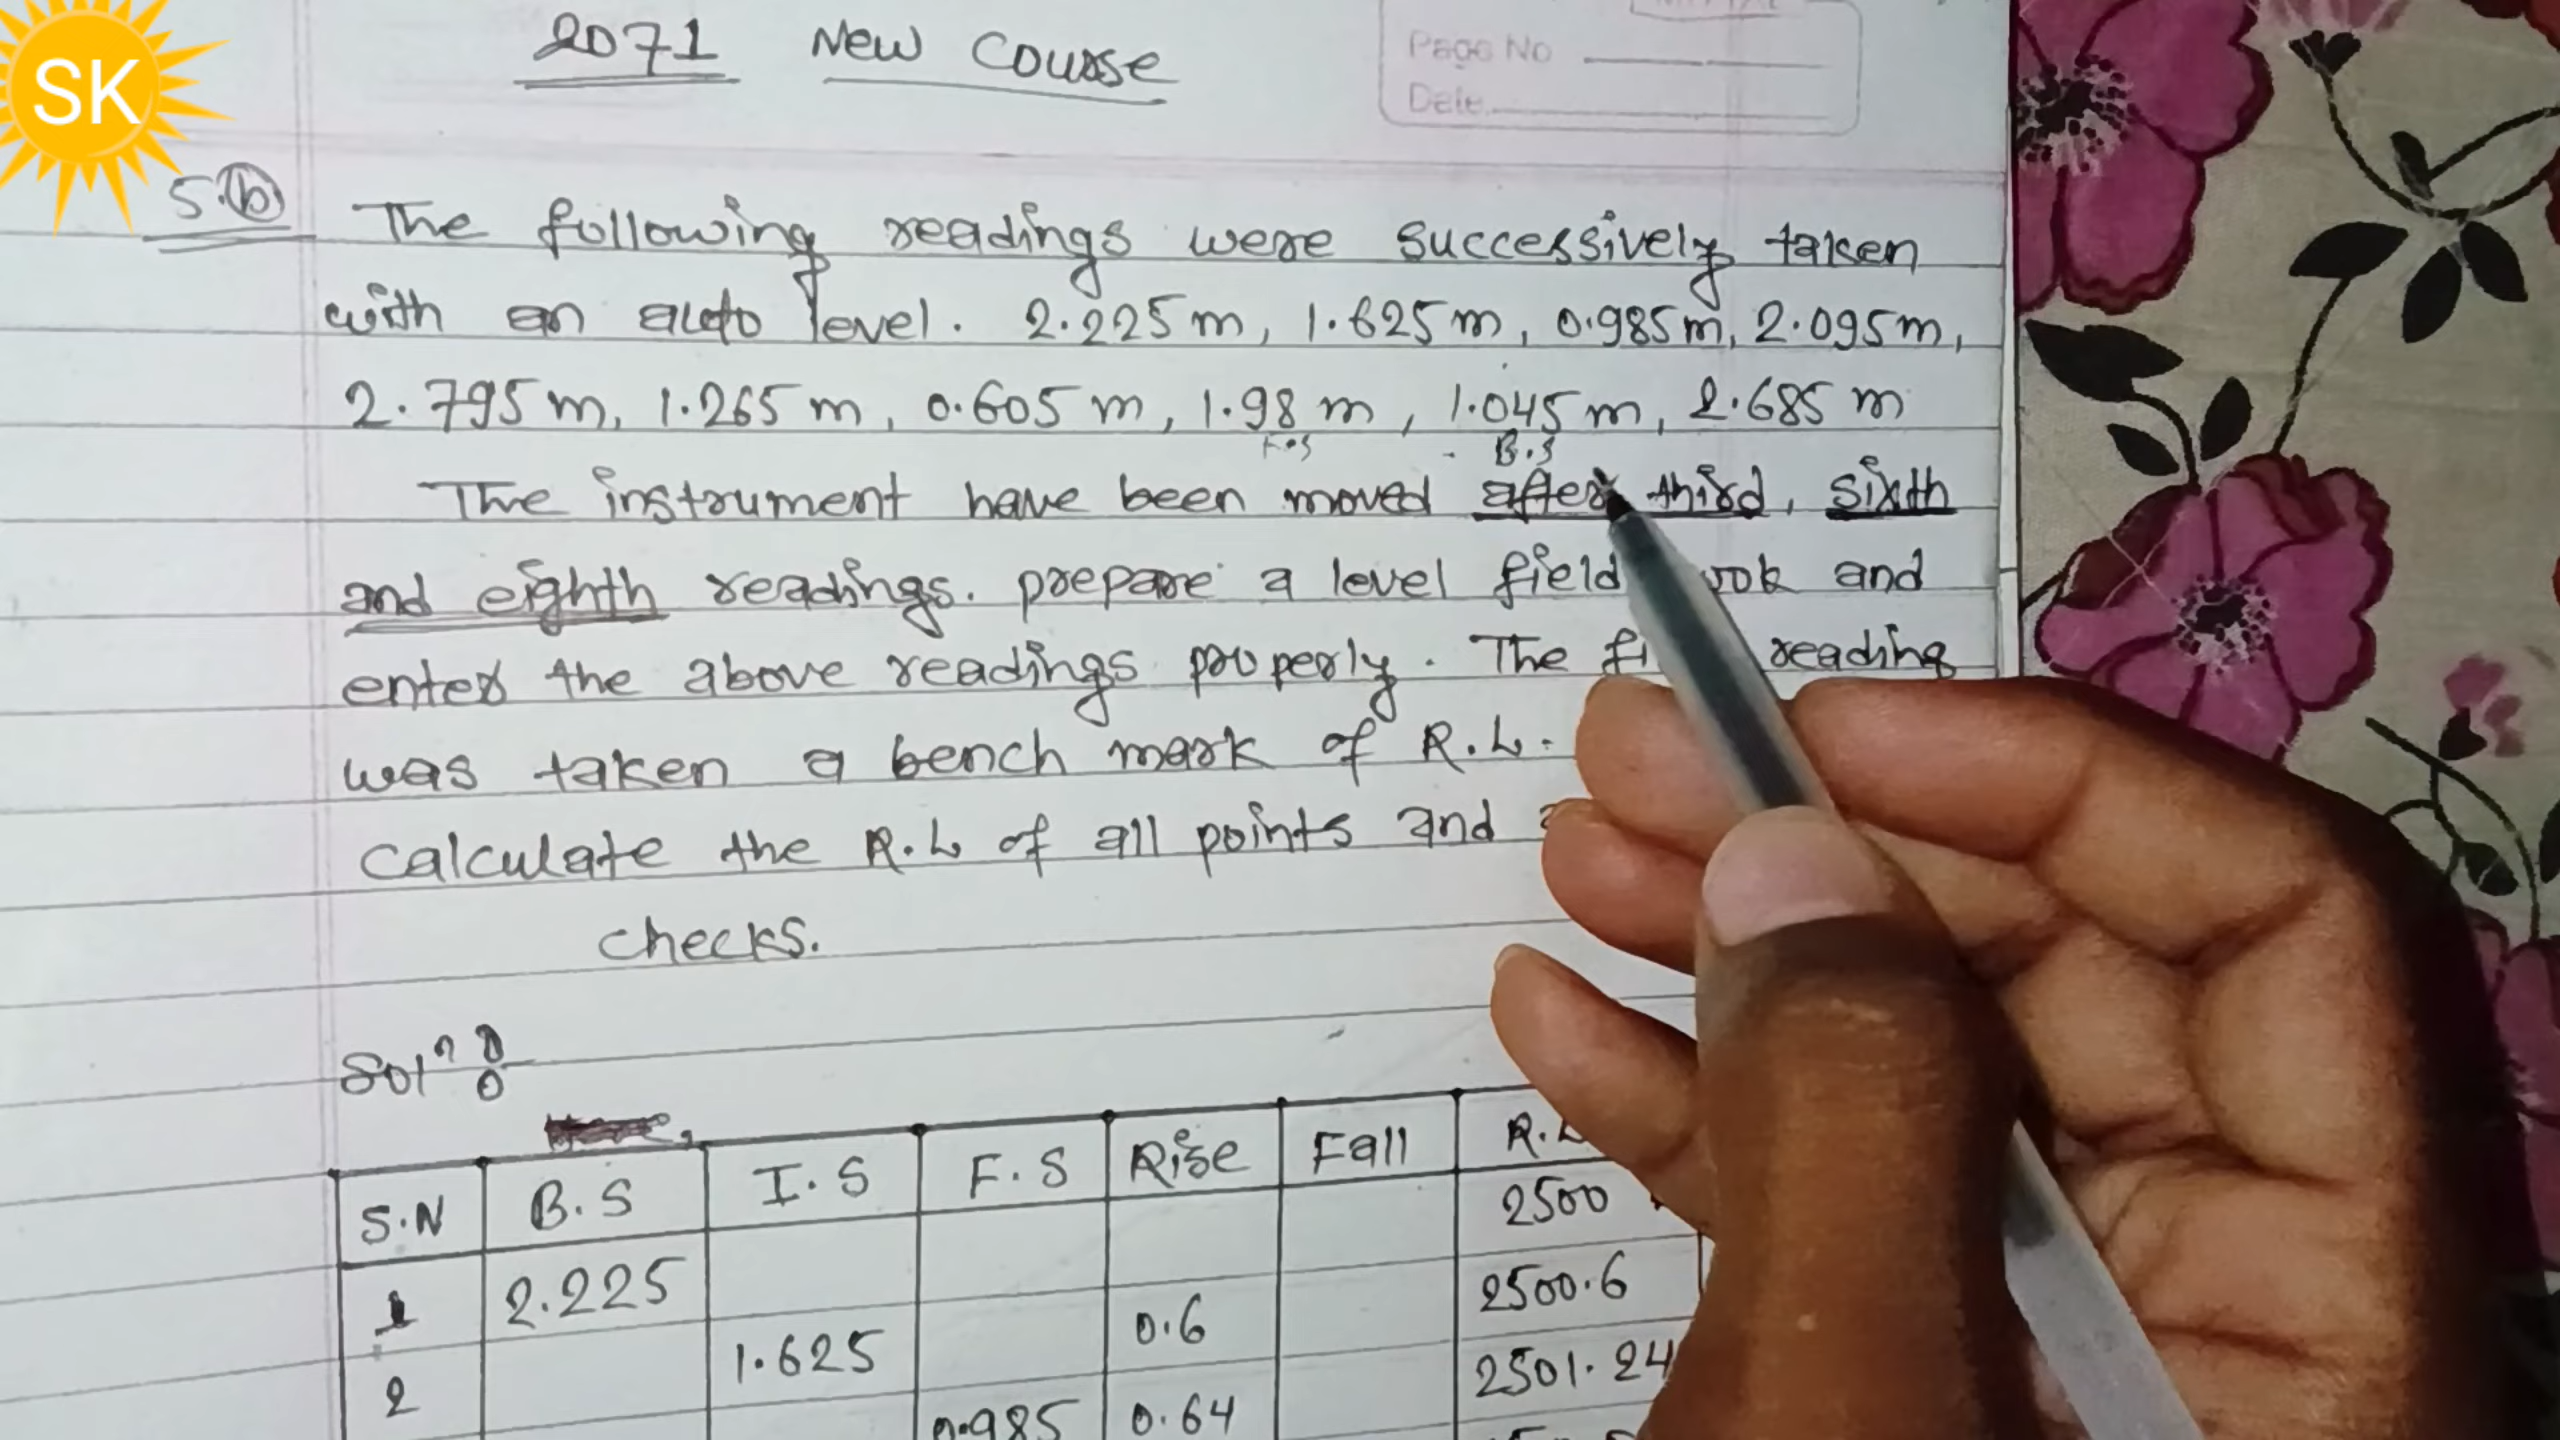 SK
2071 New Course
Page No
Date
5.(b) The following readings were successively taken
with an auto level. 2.225 m, 1.625 m, 0.985 m, 2.095 m,
2.795 m, 1.265 m, 0.605 m, 1.98 m, 1.045 m, 2.685 m
F.S B.S
The instrument have been moved after third, sixth
and eighth readings. prepare a level field and
enter the above readings properly. The reading
was taken a bench mark of R.L.
calculate the R.L of all points and
checks.
Solⁿ:
S.N B.S I.S F.S Rise Fall R.L
2500
1 2.225
2500.6
2 1.625 0.6
2501.24
0.985 0.64